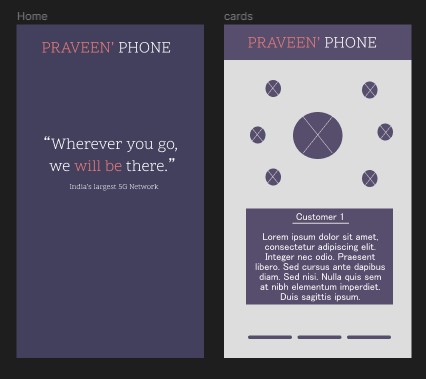 Home
PRAVEEN' PHONE
“Wherever you go,
we will be there.”
India's largest 5G Network
cards
PRAVEEN' PHONE
Customer 1
Lorem ipsum dolor sit amet,
consectetur adipiscing elit.
Integer nec odio. Praesent
libero. Sed cursus ante dapibus
diam. Sed nisi. Nulla quis sem
at nibh elementum imperdiet.
Duis sagittis ipsum.